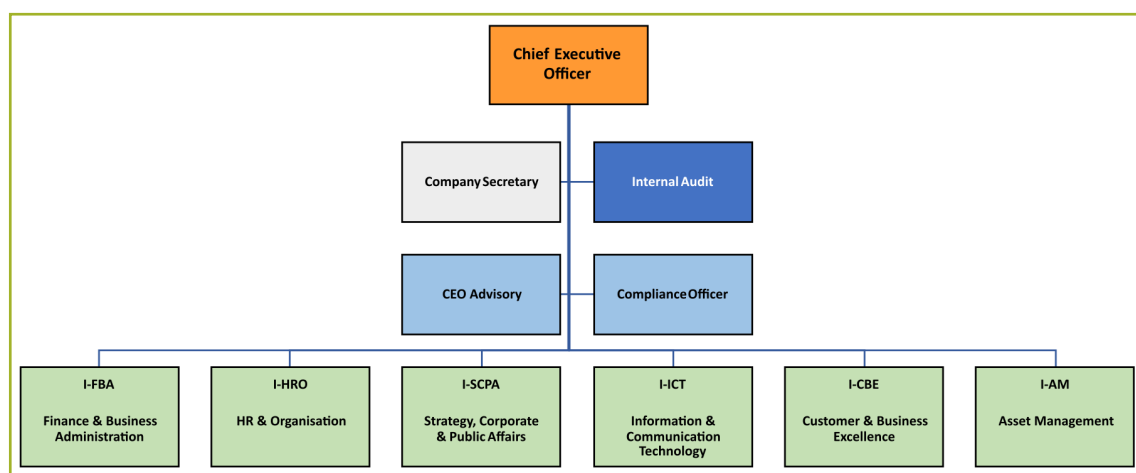 Chief Executive
Officer
Company Secretary
Internal Audit
CEO Advisory
Compliance Officer
I-FBA
Finance & Business
Administration
I-HRO
HR & Organisation
I-SCPA
Strategy, Corporate
& Public Affairs
I-ICT
Information &
Communication
Technology
I-CBE
Customer & Business
Excellence
I-AM
Asset Management